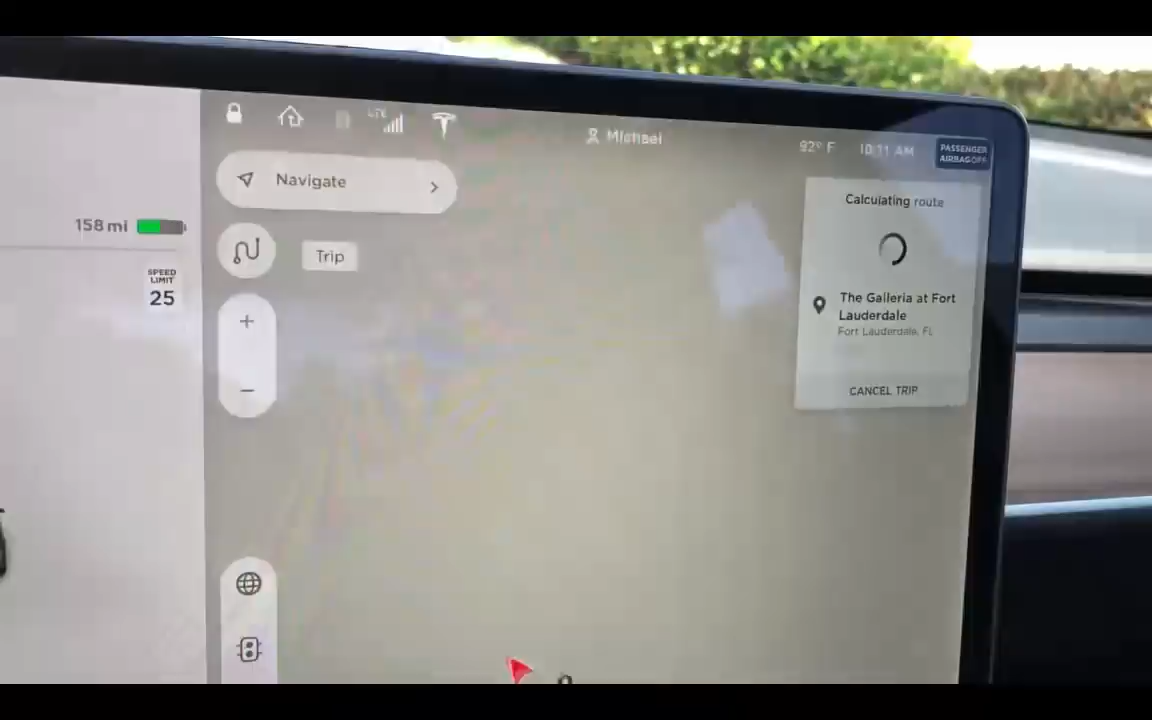 LTE
Michael
92° F
10:11 AM
PASSENGER
AIRBAG OFF
Navigate
Calculating route
158 mi
Trip
SPEED
LIMIT
25
The Galleria at Fort
Lauderdale
Fort Lauderdale, FL
+
−
CANCEL TRIP